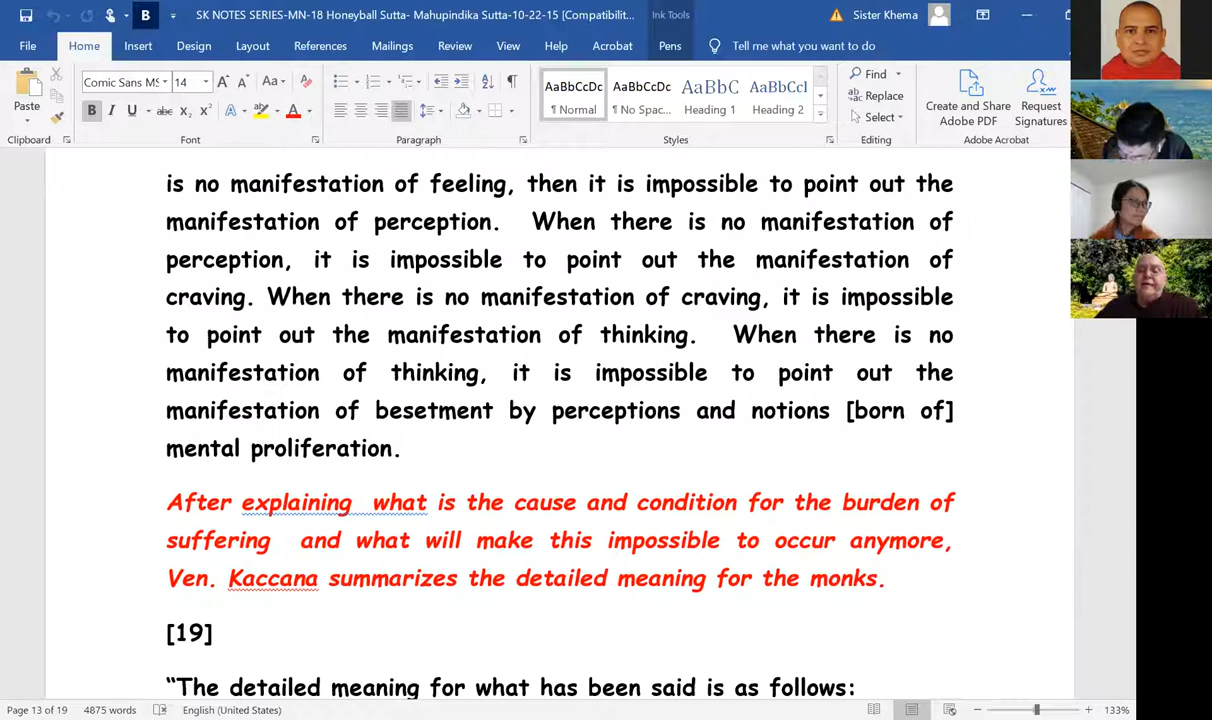 SK NOTES SERIES-MN-18 Honeyball Sutta- Mahupindika Sutta-10-22-15 [Compatibilit...
Ink Tools
Sister Khema
File
Home
Insert
Design
Layout
References
Mailings
Review
View
Help
Acrobat
Pens
Tell me what you want to do
Paste
Comic Sans MS
14
Aa
AaBbCcDc
AaBbCcDc
AaBbC
AaBbCcl
¶ Normal
¶ No Spac...
Heading 1
Heading 2
Find
Replace
Select
Create and Share
Adobe PDF
Request
Signatures
Clipboard
Font
Paragraph
Styles
Editing
Adobe Acrobat
is no manifestation of feeling, then it is impossible to point out the
manifestation of perception. When there is no manifestation of
perception, it is impossible to point out the manifestation of
craving. When there is no manifestation of craving, it is impossible
to point out the manifestation of thinking. When there is no
manifestation of thinking, it is impossible to point out the
manifestation of besetment by perceptions and notions [born of]
mental proliferation.
After explaining what is the cause and condition for the burden of
suffering and what will make this impossible to occur anymore,
Ven. Kaccana summarizes the detailed meaning for the monks.
[19]
“The detailed meaning for what has been said is as follows:
Page 13 of 19
4875 words
English (United States)
133%